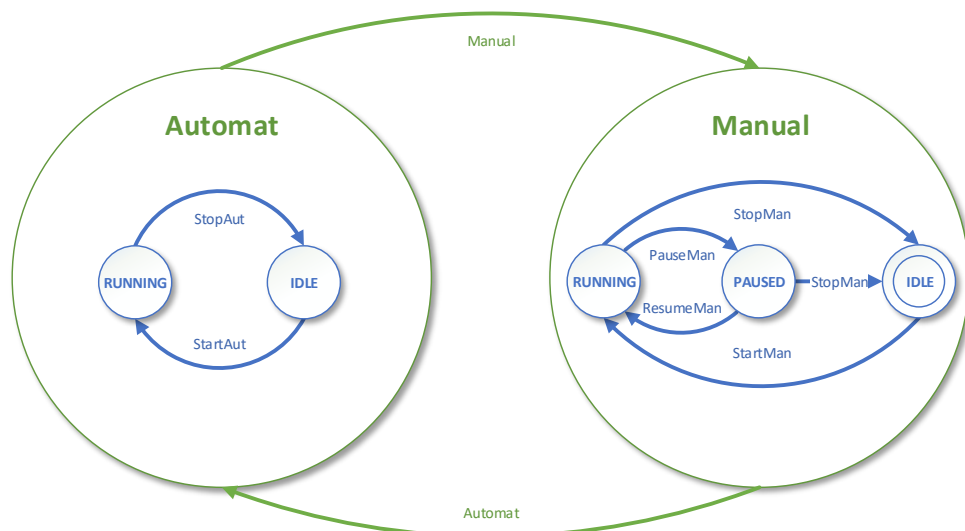 Manual
Automat
Manual
StopAut
RUNNING
IDLE
StartAut
StopMan
PauseMan
RUNNING
PAUSED
StopMan
IDLE
ResumeMan
StartMan
Automat